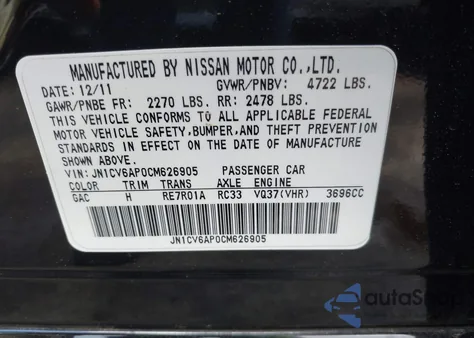 MANUFACTURED BY NISSAN MOTOR CO.,LTD.
DATE: 12/11 GVWR/PNBV: 4722 LBS.
GAWR/PNBE FR: 2270 LBS. RR: 2478 LBS.
THIS VEHICLE CONFORMS TO ALL APPLICABLE FEDERAL
MOTOR VEHICLE SAFETY,BUMPER,AND THEFT PREVENTION
STANDARDS IN EFFECT ON THE DATE OF MANUFACTURE
SHOWN ABOVE.
VIN: JN1CV6AP0CM626905 PASSENGER CAR
COLOR TRIM TRANS AXLE ENGINE
GAC H RE7R01A RC33 VQ37(VHR) 3696CC
JN1CV6AP0CM626905